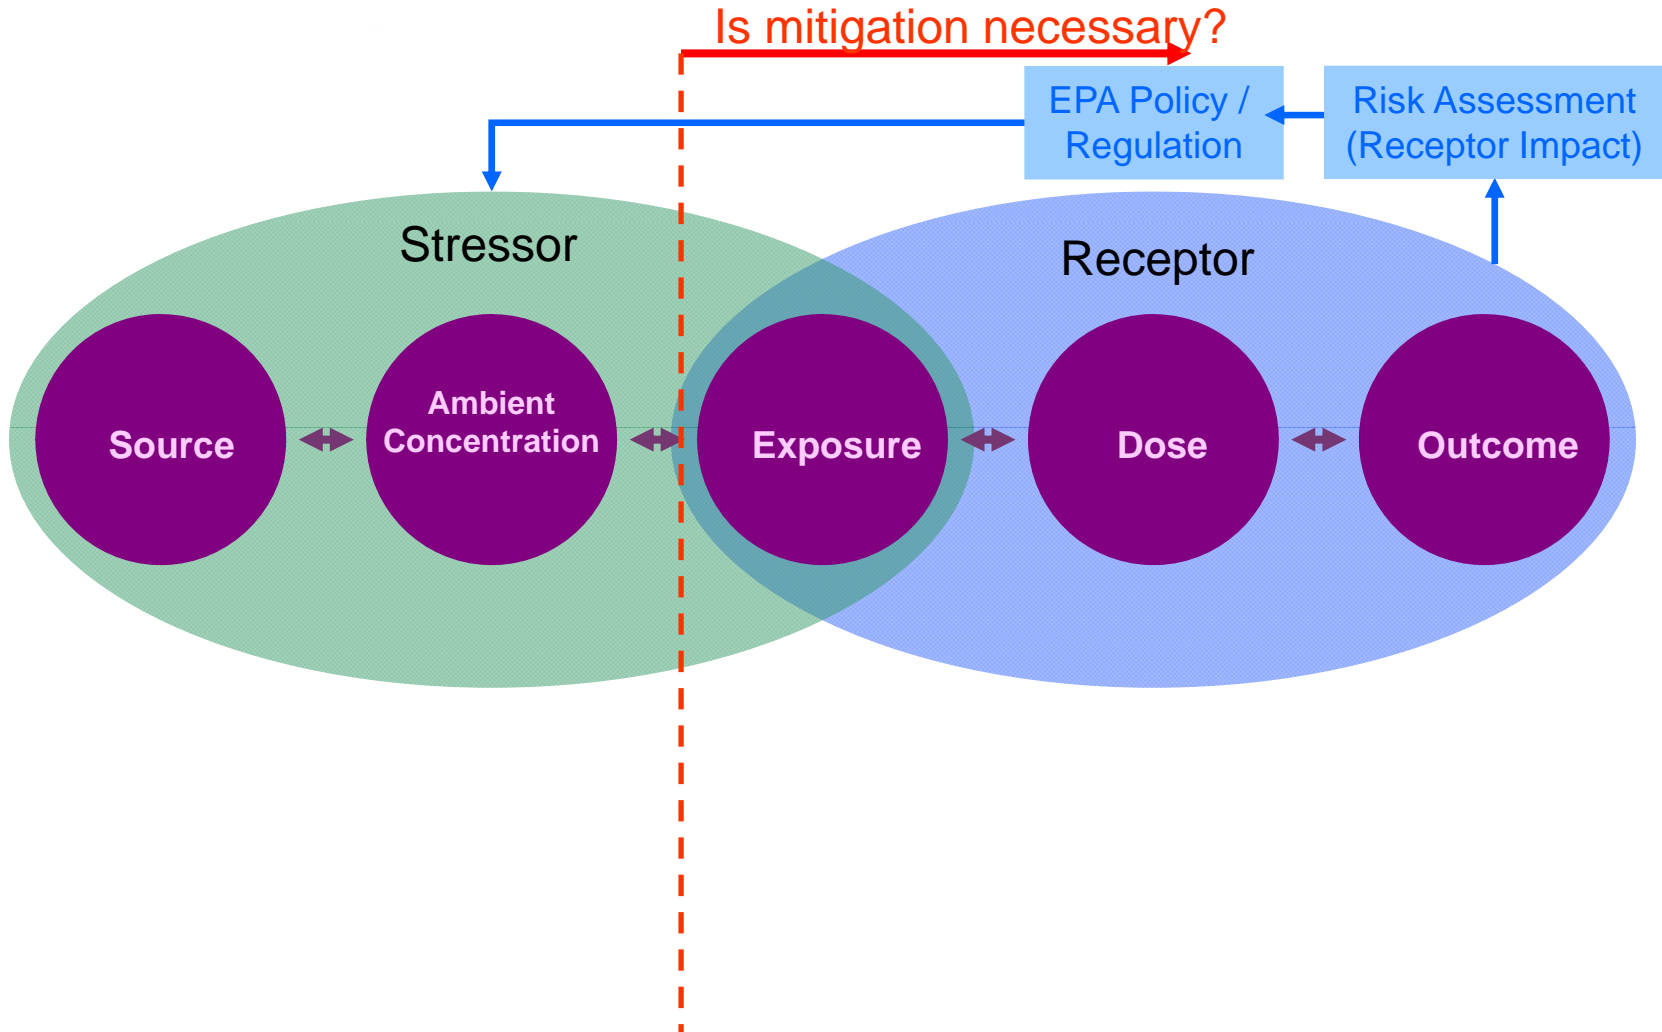 Is mitigation necessary?
EPA Policy /
Regulation
Risk Assessment
(Receptor Impact)
Stressor
Receptor
Source
Ambient
Concentration
Exposure
Dose
Outcome